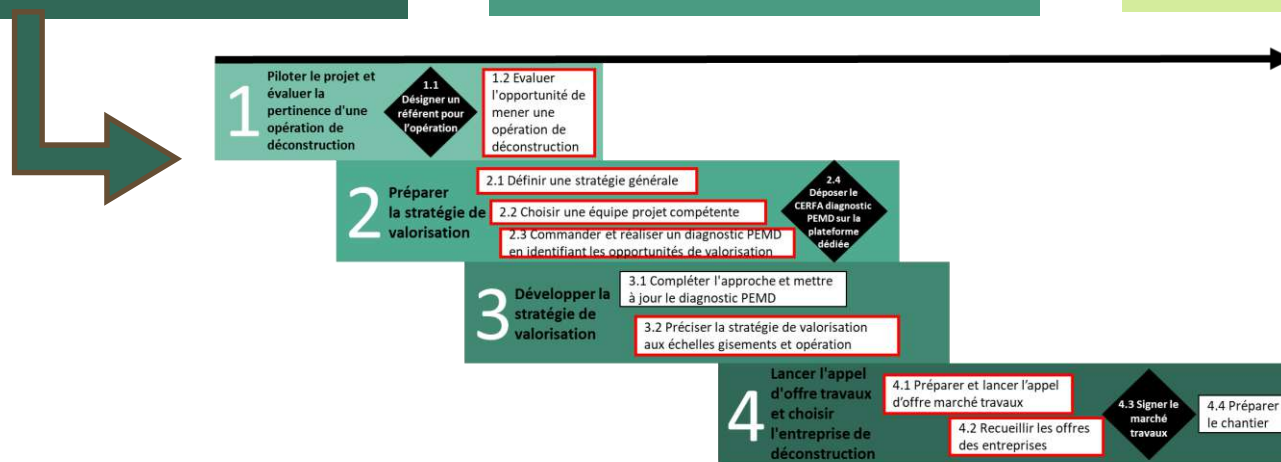 1
Piloter le projet et
évaluer la
pertinence d'une
opération de
déconstruction
1.1
Désigner un
référent pour
l'opération
1.2 Evaluer
l'opportunité de
mener une
opération de
déconstruction
2
Préparer
la stratégie de
valorisation
2.1 Définir une stratégie générale
2.2 Choisir une équipe projet compétente
2.3 Commander et réaliser un diagnostic PEMD
en identifiant les opportunités de valorisation
2.4
Déposer le
CERFA diagnostic
PEMD sur la
plateforme
dédiée
3
Développer la
stratégie de
valorisation
3.1 Compléter l'approche et mettre
à jour le diagnostic PEMD
3.2 Préciser la stratégie de valorisation
aux échelles gisements et opération
4
Lancer l'appel
d'offre travaux
et choisir
l'entreprise de
déconstruction
4.1 Préparer et lancer l'appel
d'offre marché travaux
4.2 Recueillir les offres
des entreprises
4.3 Signer le
marché
travaux
4.4 Préparer
le chantier